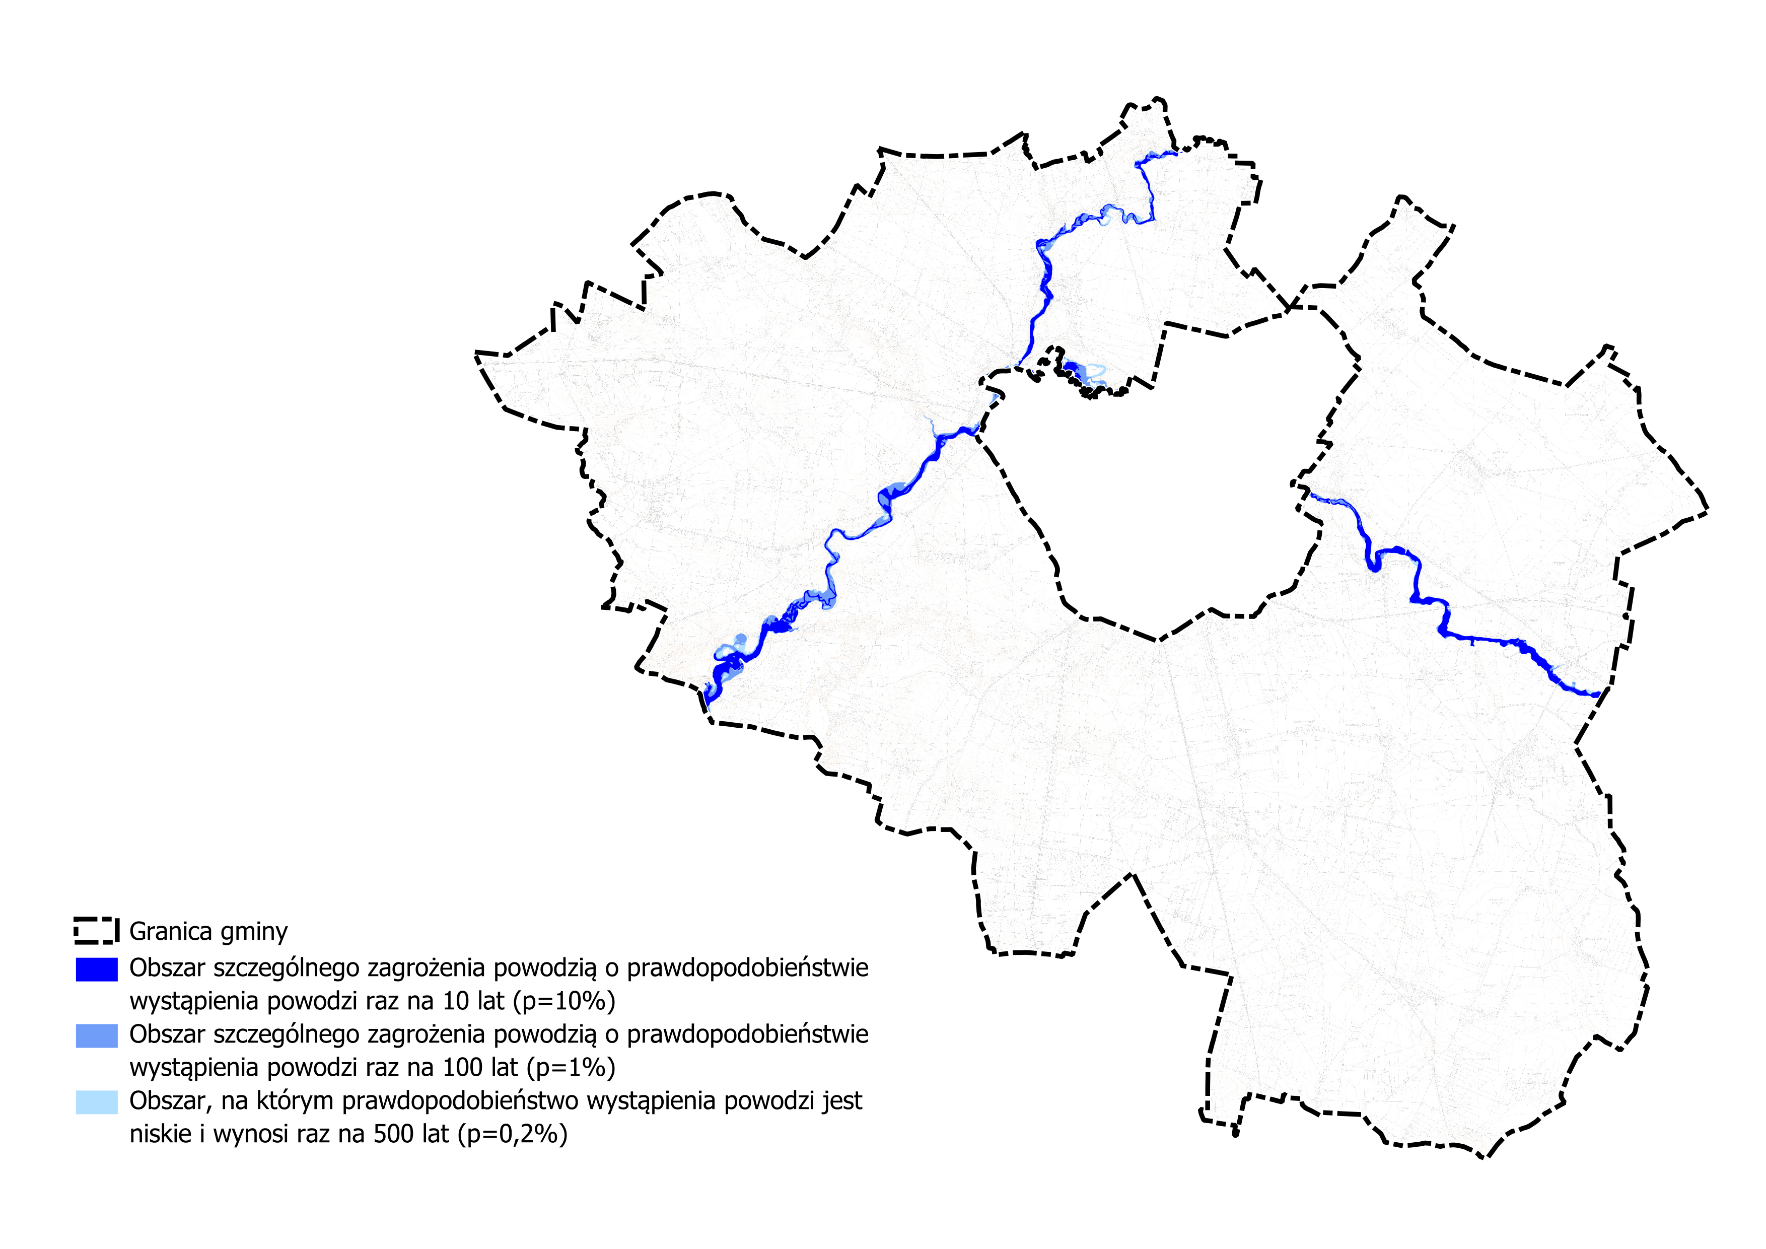 Granica gminy
Obszar szczególnego zagrożenia powodzią o prawdopodobieństwie
wystąpienia powodzi raz na 10 lat (p=10%)
Obszar szczególnego zagrożenia powodzią o prawdopodobieństwie
wystąpienia powodzi raz na 100 lat (p=1%)
Obszar, na którym prawdopodobieństwo wystąpienia powodzi jest
niskie i wynosi raz na 500 lat (p=0,2%)